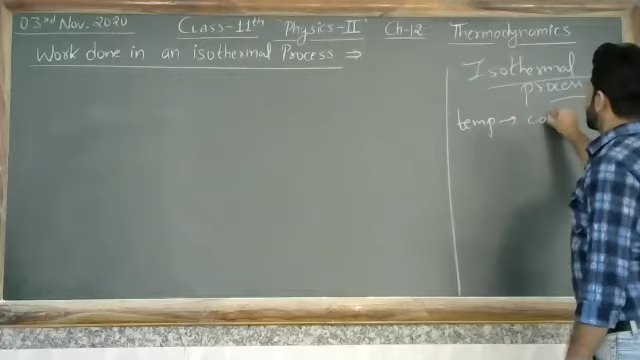 03rd Nov. 2020 Class-11th "Physics-II" Ch-12 Thermodynamics
Work done in an isothermal Process ⇒
Isothermal
process
temp → co